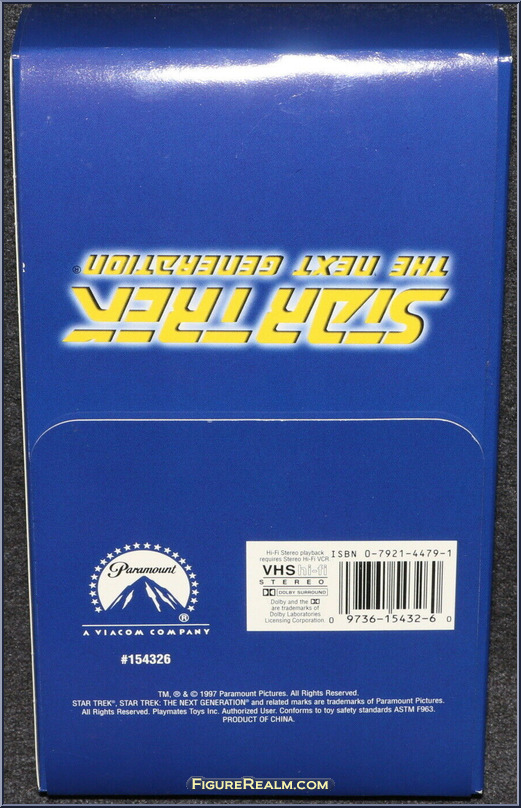 STAR TREK
THE NEXT GENERATION®
Paramount
®
A VIACOM COMPANY
#154326
Hi-Fi Stereo playback
requires Stereo Hi-Fi VCR.
VHS hi-fi
STEREO
DOLBY SURROUND
Dolby and the
are trademarks of
Dolby Laboratories
Licensing Corporation.
ISBN 0-7921-4479-1
0 9736-15432-6 0
TM, ® & © 1997 Paramount Pictures. All Rights Reserved.
STAR TREK®, STAR TREK: THE NEXT GENERATION® and related marks are trademarks of Paramount Pictures.
All Rights Reserved. Playmates Toys Inc. Authorized User. Conforms to toy safety standards ASTM F963.
PRODUCT OF CHINA.
FIGUREREALM.COM